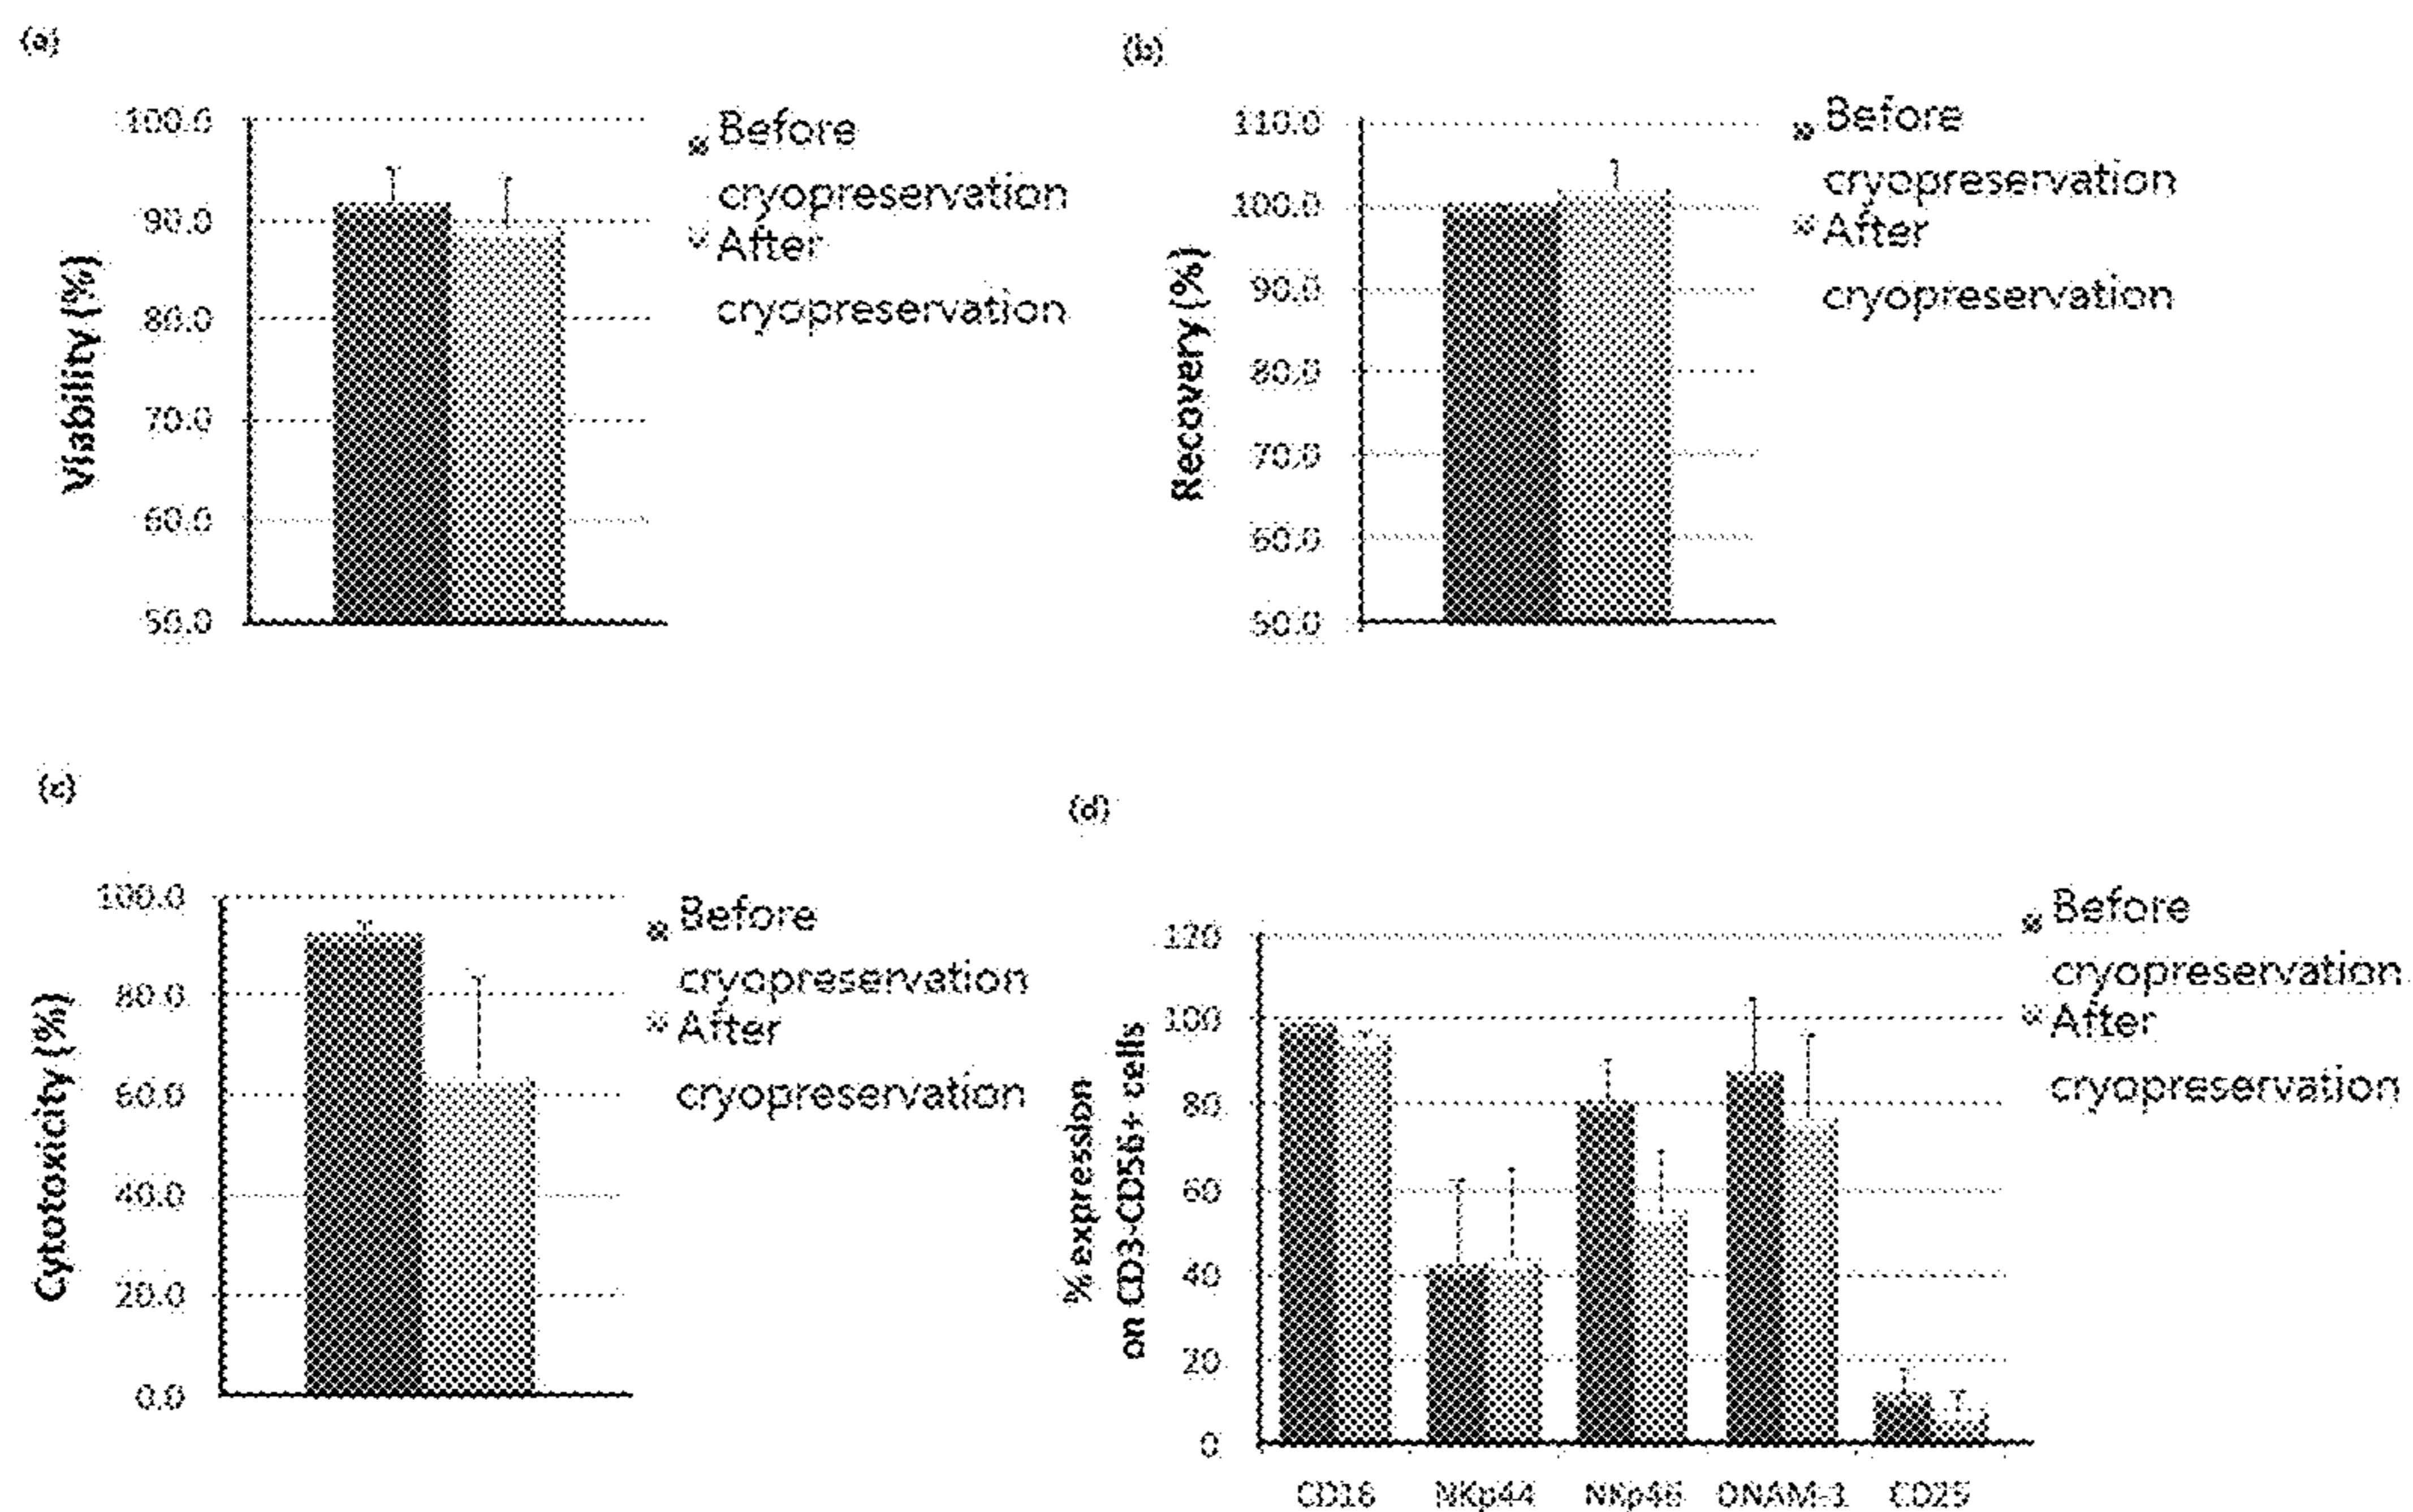 (a)
100.0
90.0
80.0
70.0
60.0
50.0
Viability (%)
Before
cryopreservation
After
cryopreservation
(b)
110.0
100.0
90.0
80.0
70.0
60.0
50.0
Recovery (%)
Before
cryopreservation
After
cryopreservation
(c)
100.0
80.0
60.0
40.0
20.0
0.0
Cytotoxicity (%)
Before
cryopreservation
After
cryopreservation
(d)
120
100
80
60
40
20
0
% expression
on CD3-CD56+ cells
CD16 NKp44 NKp46 DNAM-1 CD25
Before
cryopreservation
After
cryopreservation